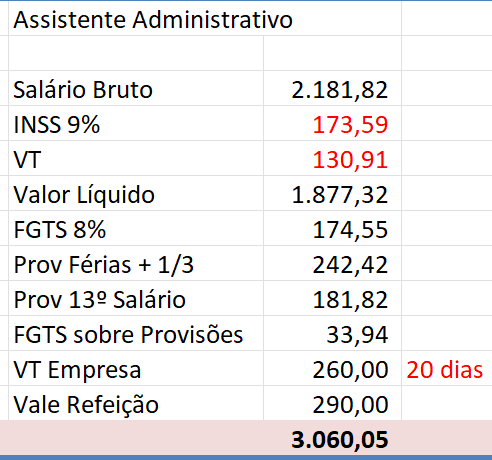 Assistente Administrativo
Salário Bruto 2.181,82
INSS 9% 173,59
VT 130,91
Valor Líquido 1.877,32
FGTS 8% 174,55
Prov Férias + 1/3 242,42
Prov 13º Salário 181,82
FGTS sobre Provisões 33,94
VT Empresa 260,00 20 dias
Vale Refeição 290,00
3.060,05